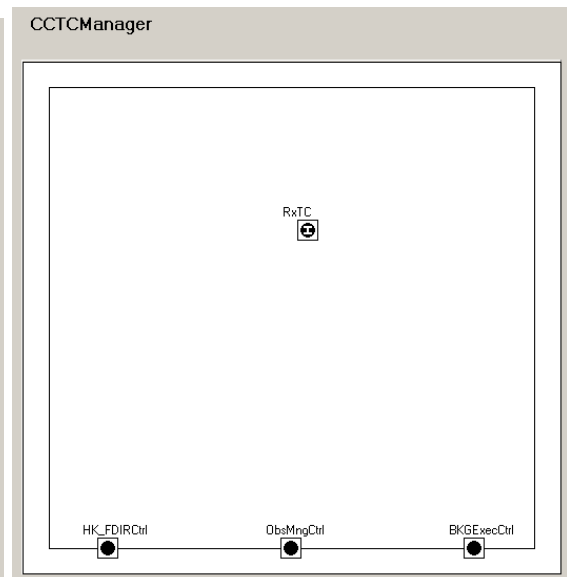 CCTCManager
RxTC
HK_FDIRCtrl
ObsMngCtrl
BKGExecCtrl